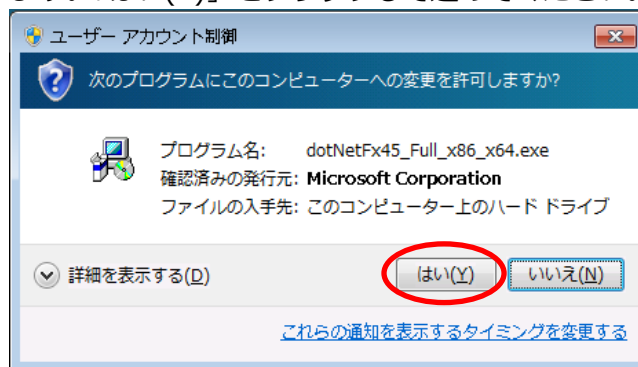 ユーザー アカウント制御
次のプログラムにこのコンピューターへの変更を許可しますか?
プログラム名: dotNetFx45_Full_x86_x64.exe
確認済みの発行元: Microsoft Corporation
ファイルの入手先: このコンピューター上のハード ドライブ
詳細を表示する(D) はい(Y) いいえ(N)
これらの通知を表示するタイミングを変更する